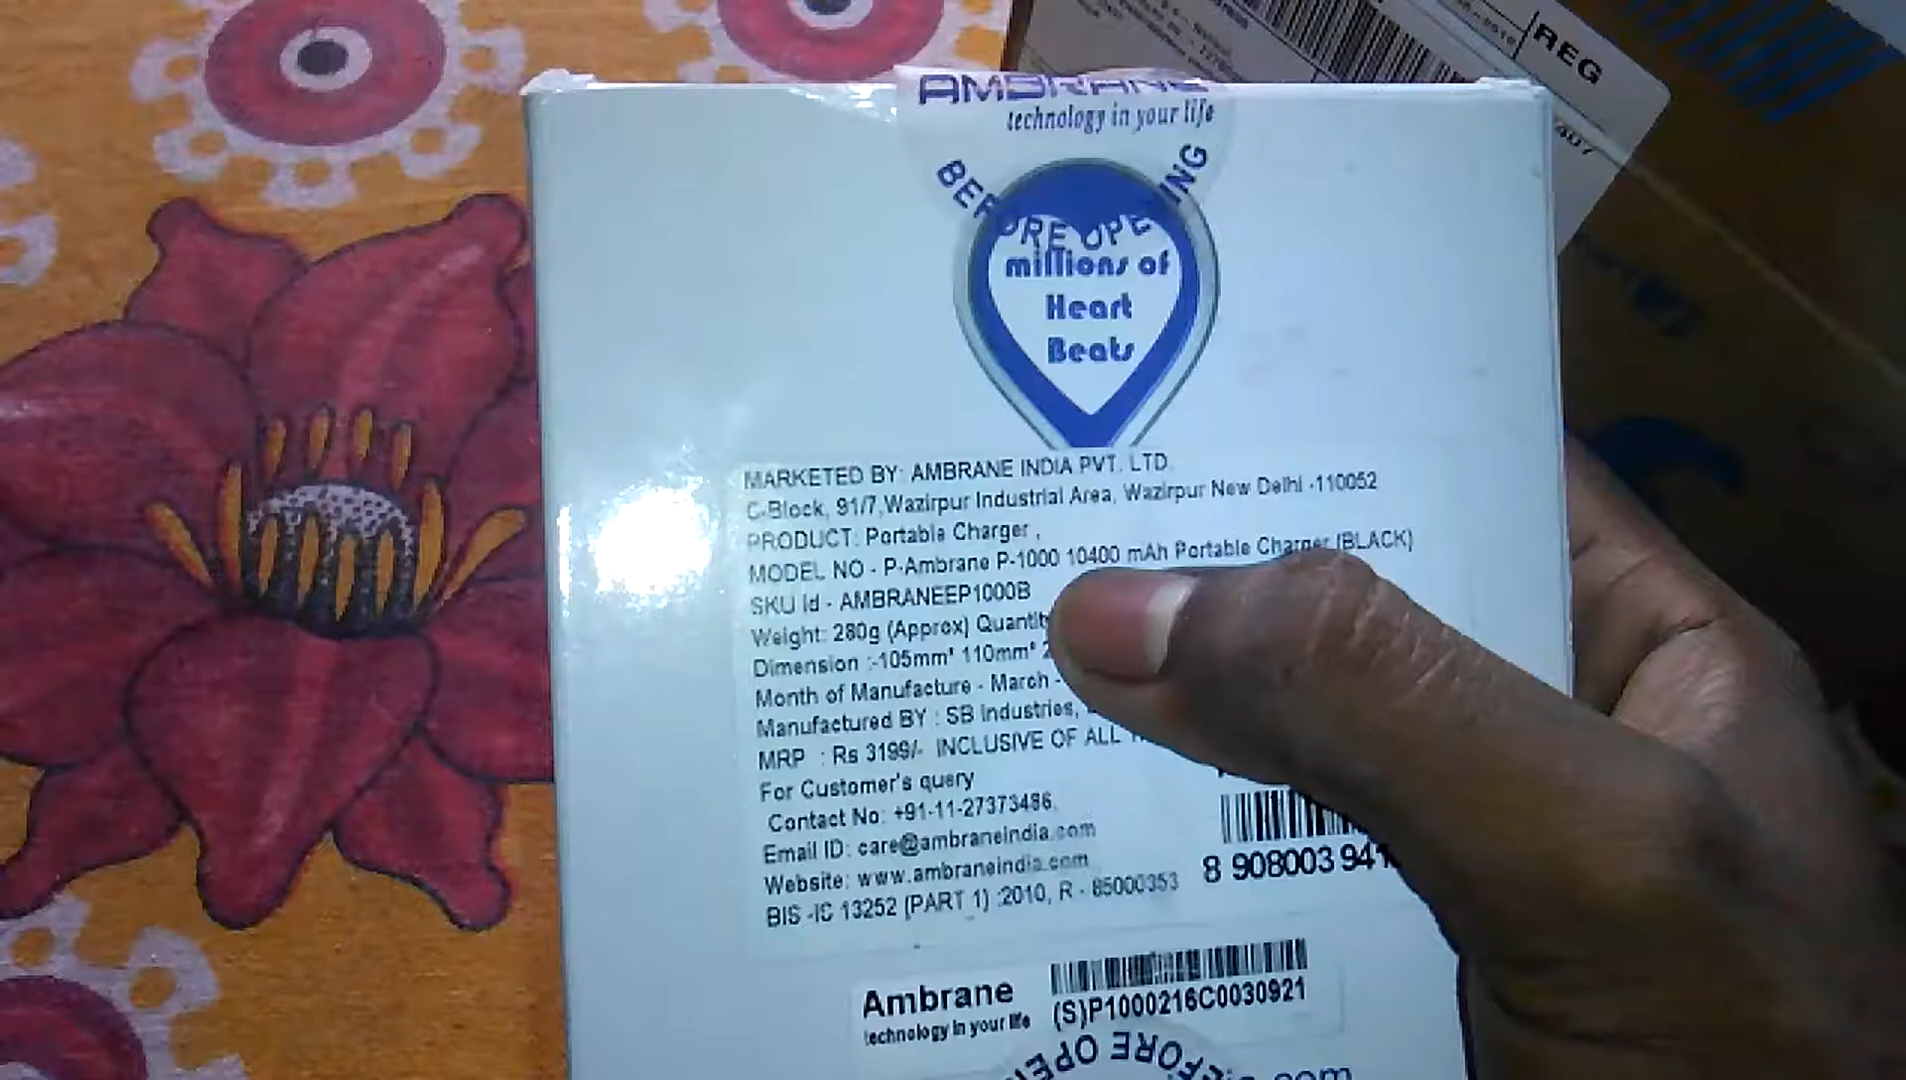 REG
AMBRANE
technology in your life
BEFORE OPENING
millions of
Heart
Beats
MARKETED BY: AMBRANE INDIA PVT. LTD.
C-Block, 91/7,Wazirpur Industrial Area, Wazirpur New Delhi -110052
PRODUCT: Portable Charger ,
MODEL NO - P-Ambrane P-1000 10400 mAh Portable Charger (BLACK)
SKU Id - AMBRANEEP1000B
Weight: 280g (Approx)
Dimension :-105mm* 110mm*
Month of Manufacture - March -
Manufactured BY : SB Industries,
MRP : Rs 3199/- INCLUSIVE OF ALL
For Customer's query
Contact No: +91-11-27373486,
Email ID: care@ambraneindia.com
Website: www.ambraneindia.com
BIS -IC 13252 (PART 1) :2010, R - 85000353
8 908003 941
Ambrane
technology in your life
(S)P1000216C0030921
BEFORE OPE
.com